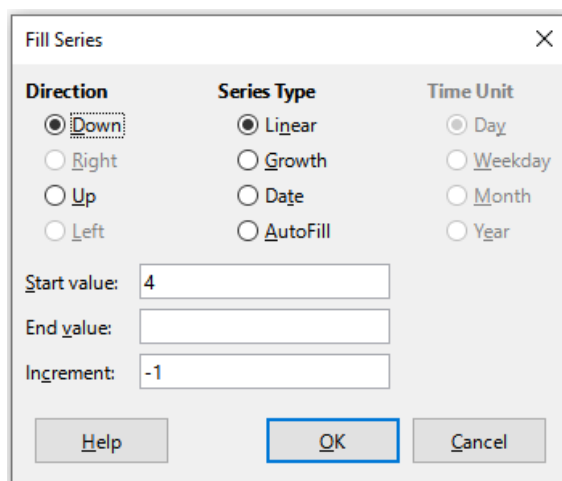 Fill Series
Direction Series Type Time Unit
Down Linear Day
Right Growth Weekday
Up Date Month
Left AutoFill Year
Start value: 4
End value:
Increment: -1
Help OK Cancel